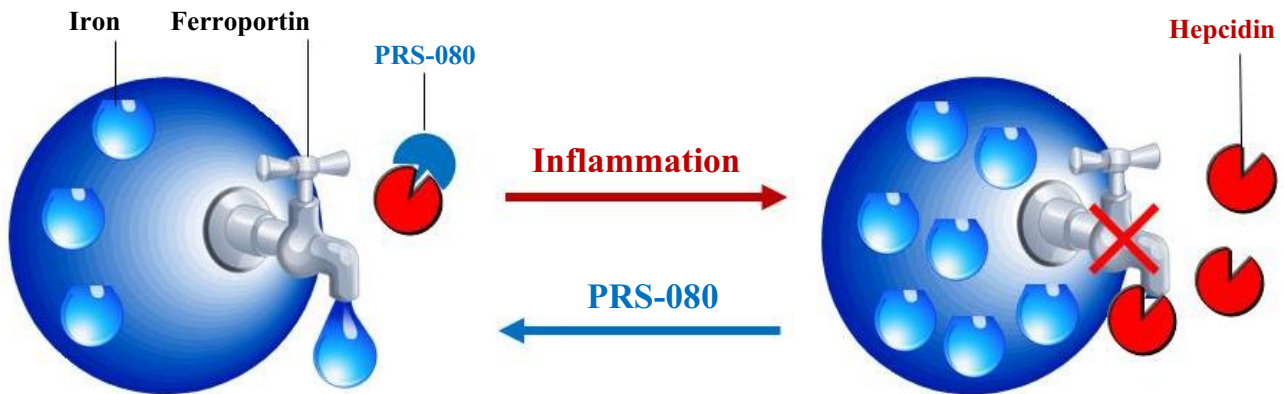 Iron
Ferroportin
PRS-080
Hepcidin
Inflammation
PRS-080